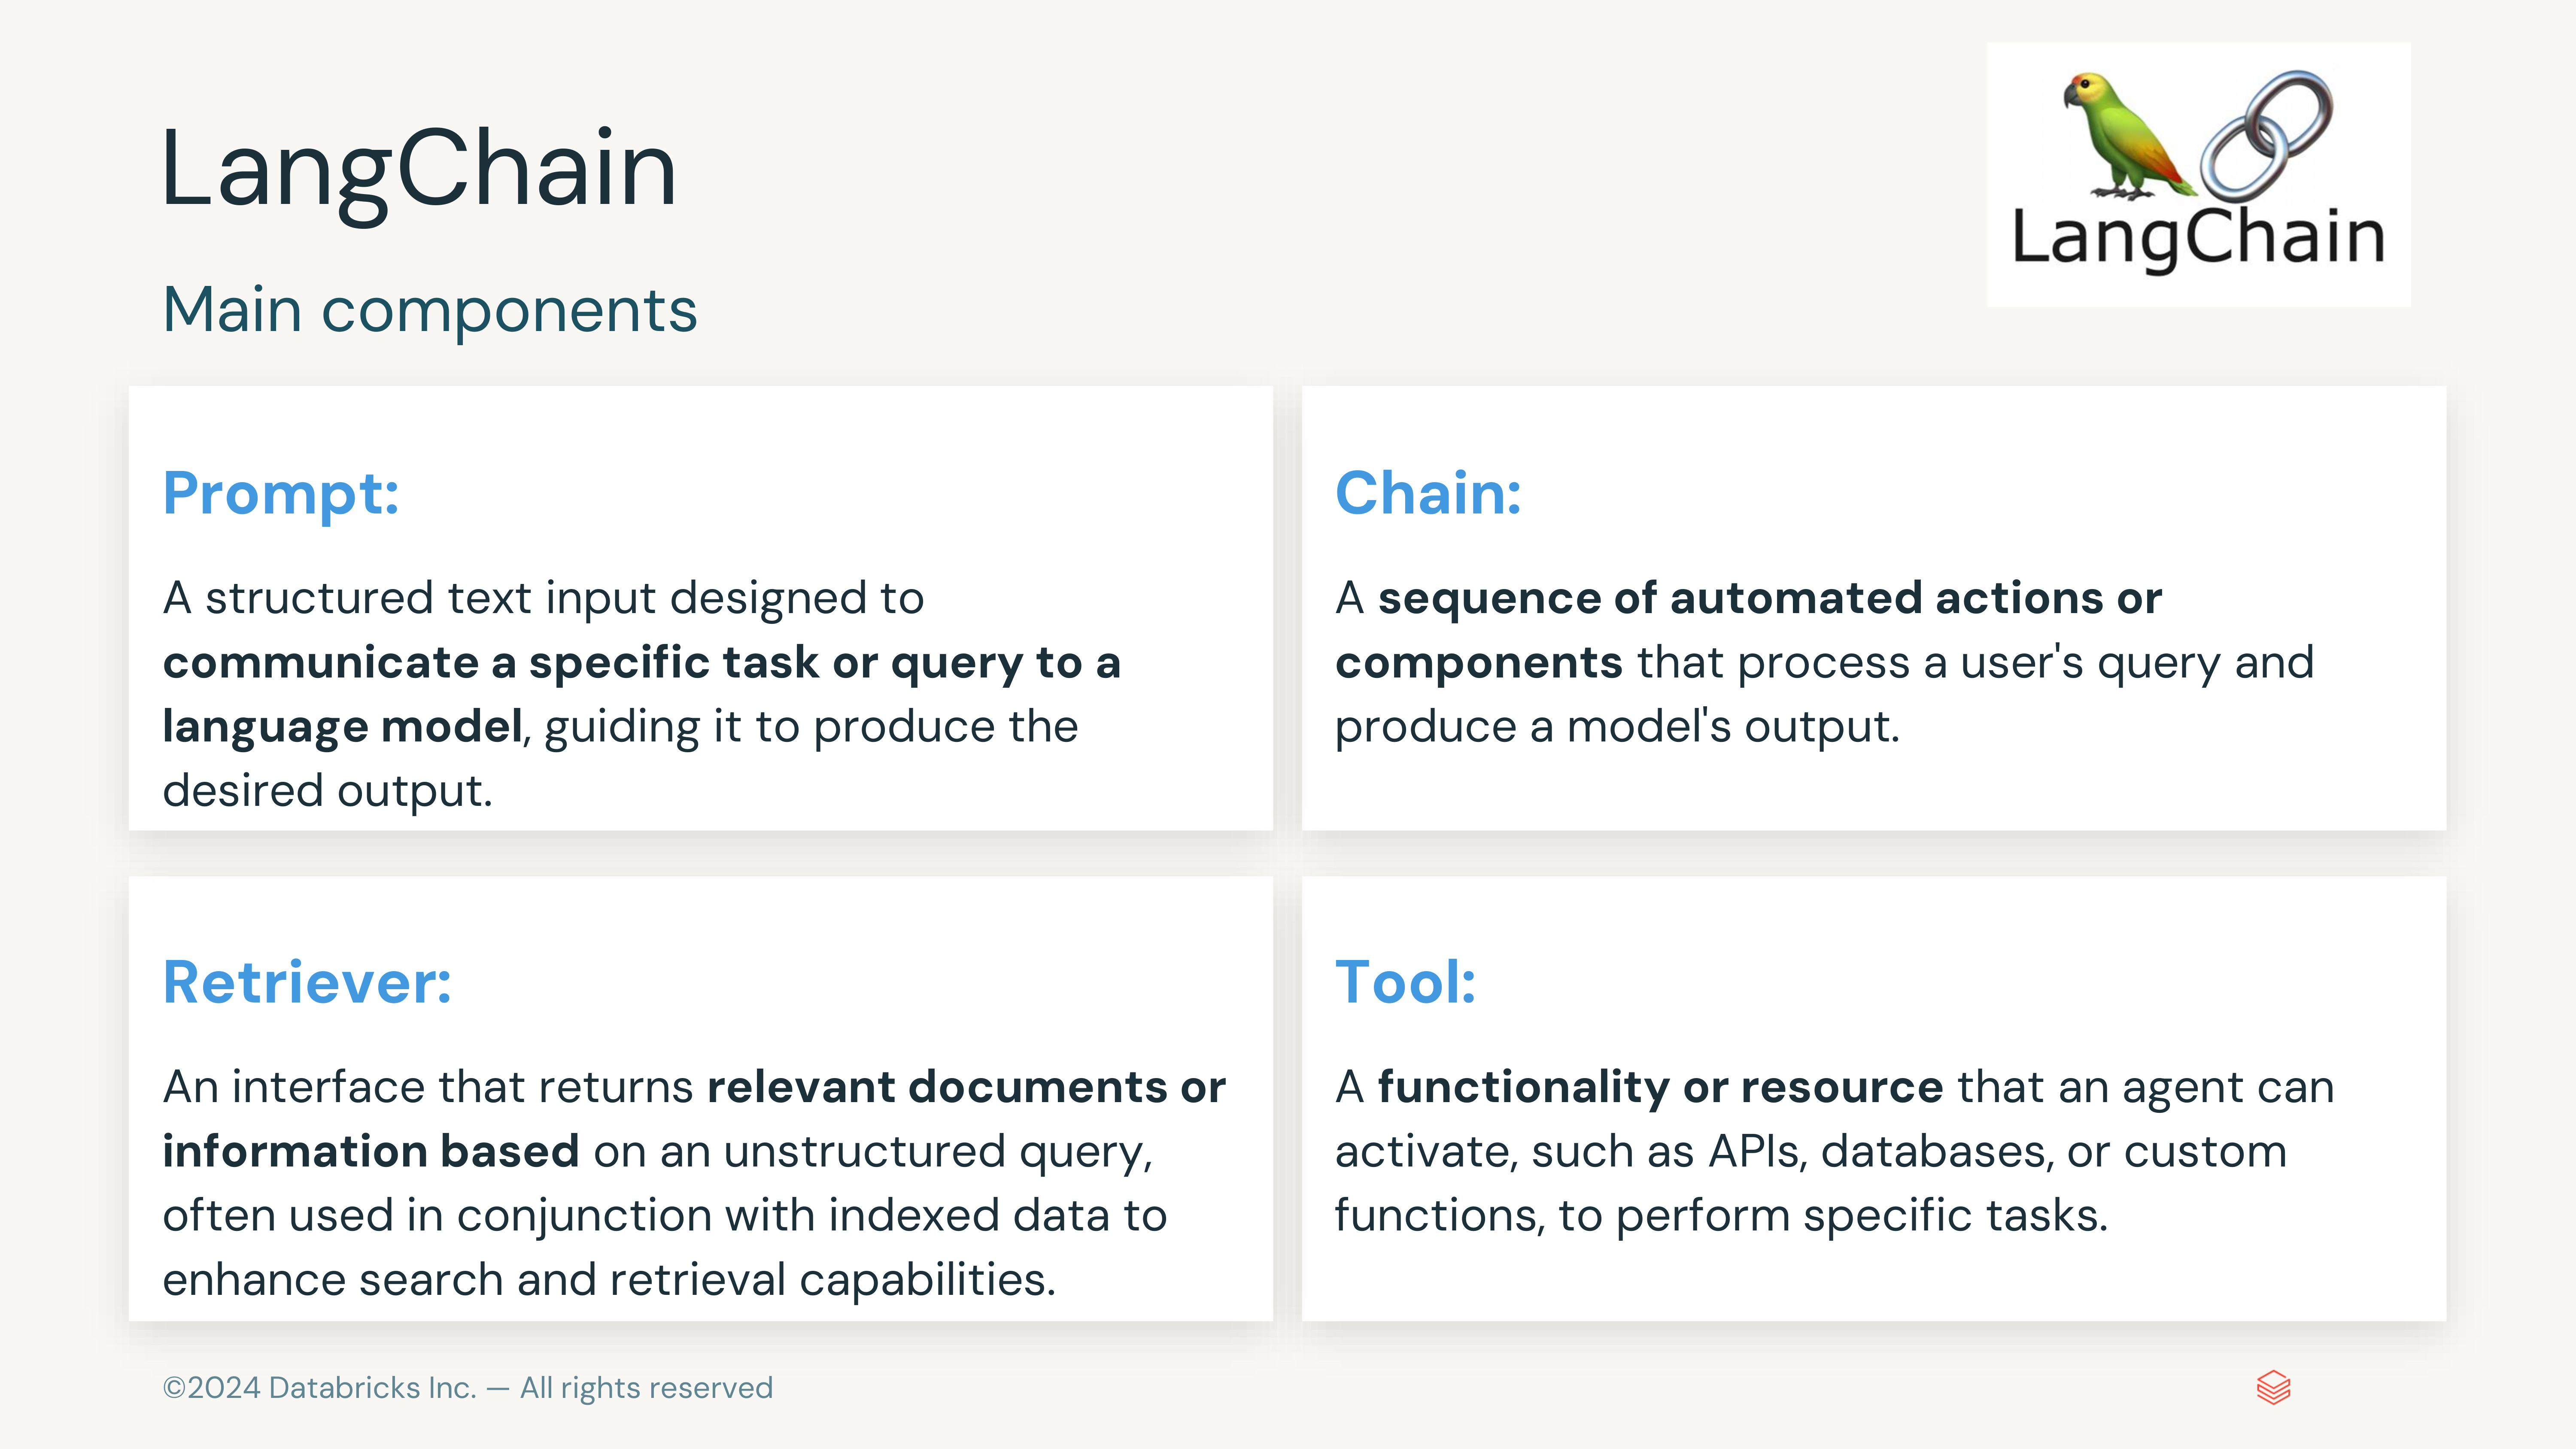 LangChain
LangChain
Main components
Prompt:
A structured text input designed to
communicate a specific task or query to a
language model, guiding it to produce the
desired output.
Chain:
A sequence of automated actions or
components that process a user's query and
produce a model's output.
Retriever:
An interface that returns relevant documents or
information based on an unstructured query,
often used in conjunction with indexed data to
enhance search and retrieval capabilities.
Tool:
A functionality or resource that an agent can
activate, such as APIs, databases, or custom
functions, to perform specific tasks.
©2024 Databricks Inc. — All rights reserved